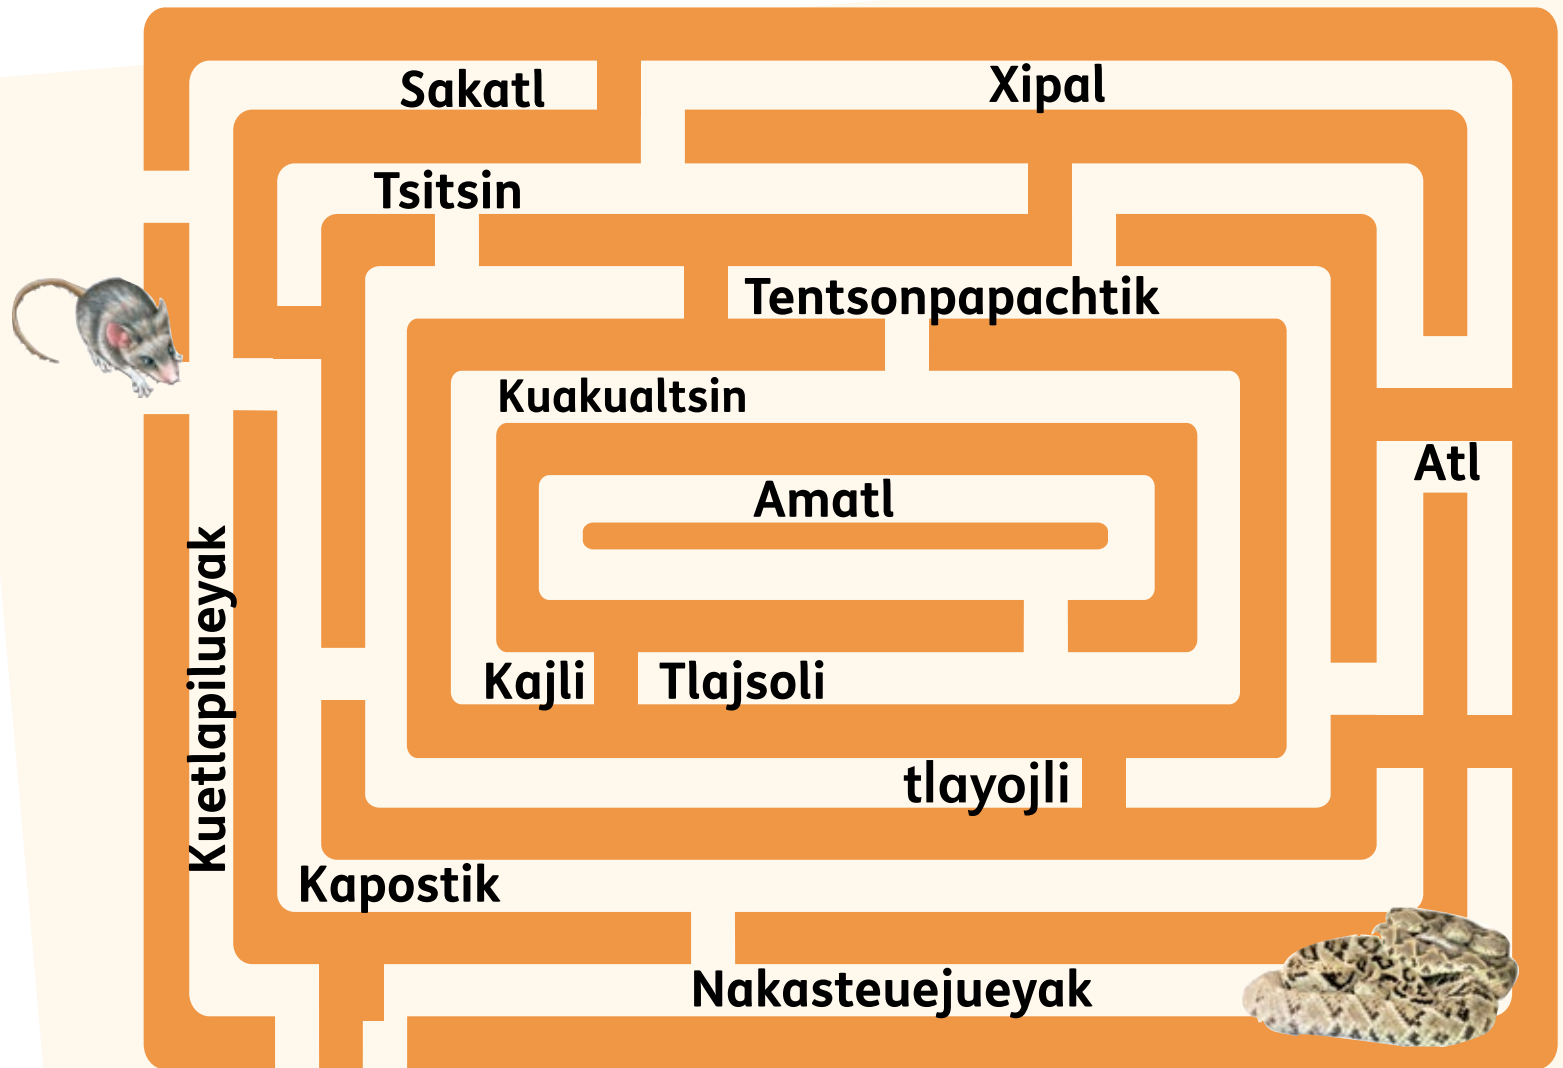 Sakatl
Xipal
Tsitsin
Tentsonpapachtik
Kuakualtsin
Atl
Amatl
Kuetlapilueyak
Kajli
Tlajsoli
tlayojli
Kapostik
Nakasteuejueyak